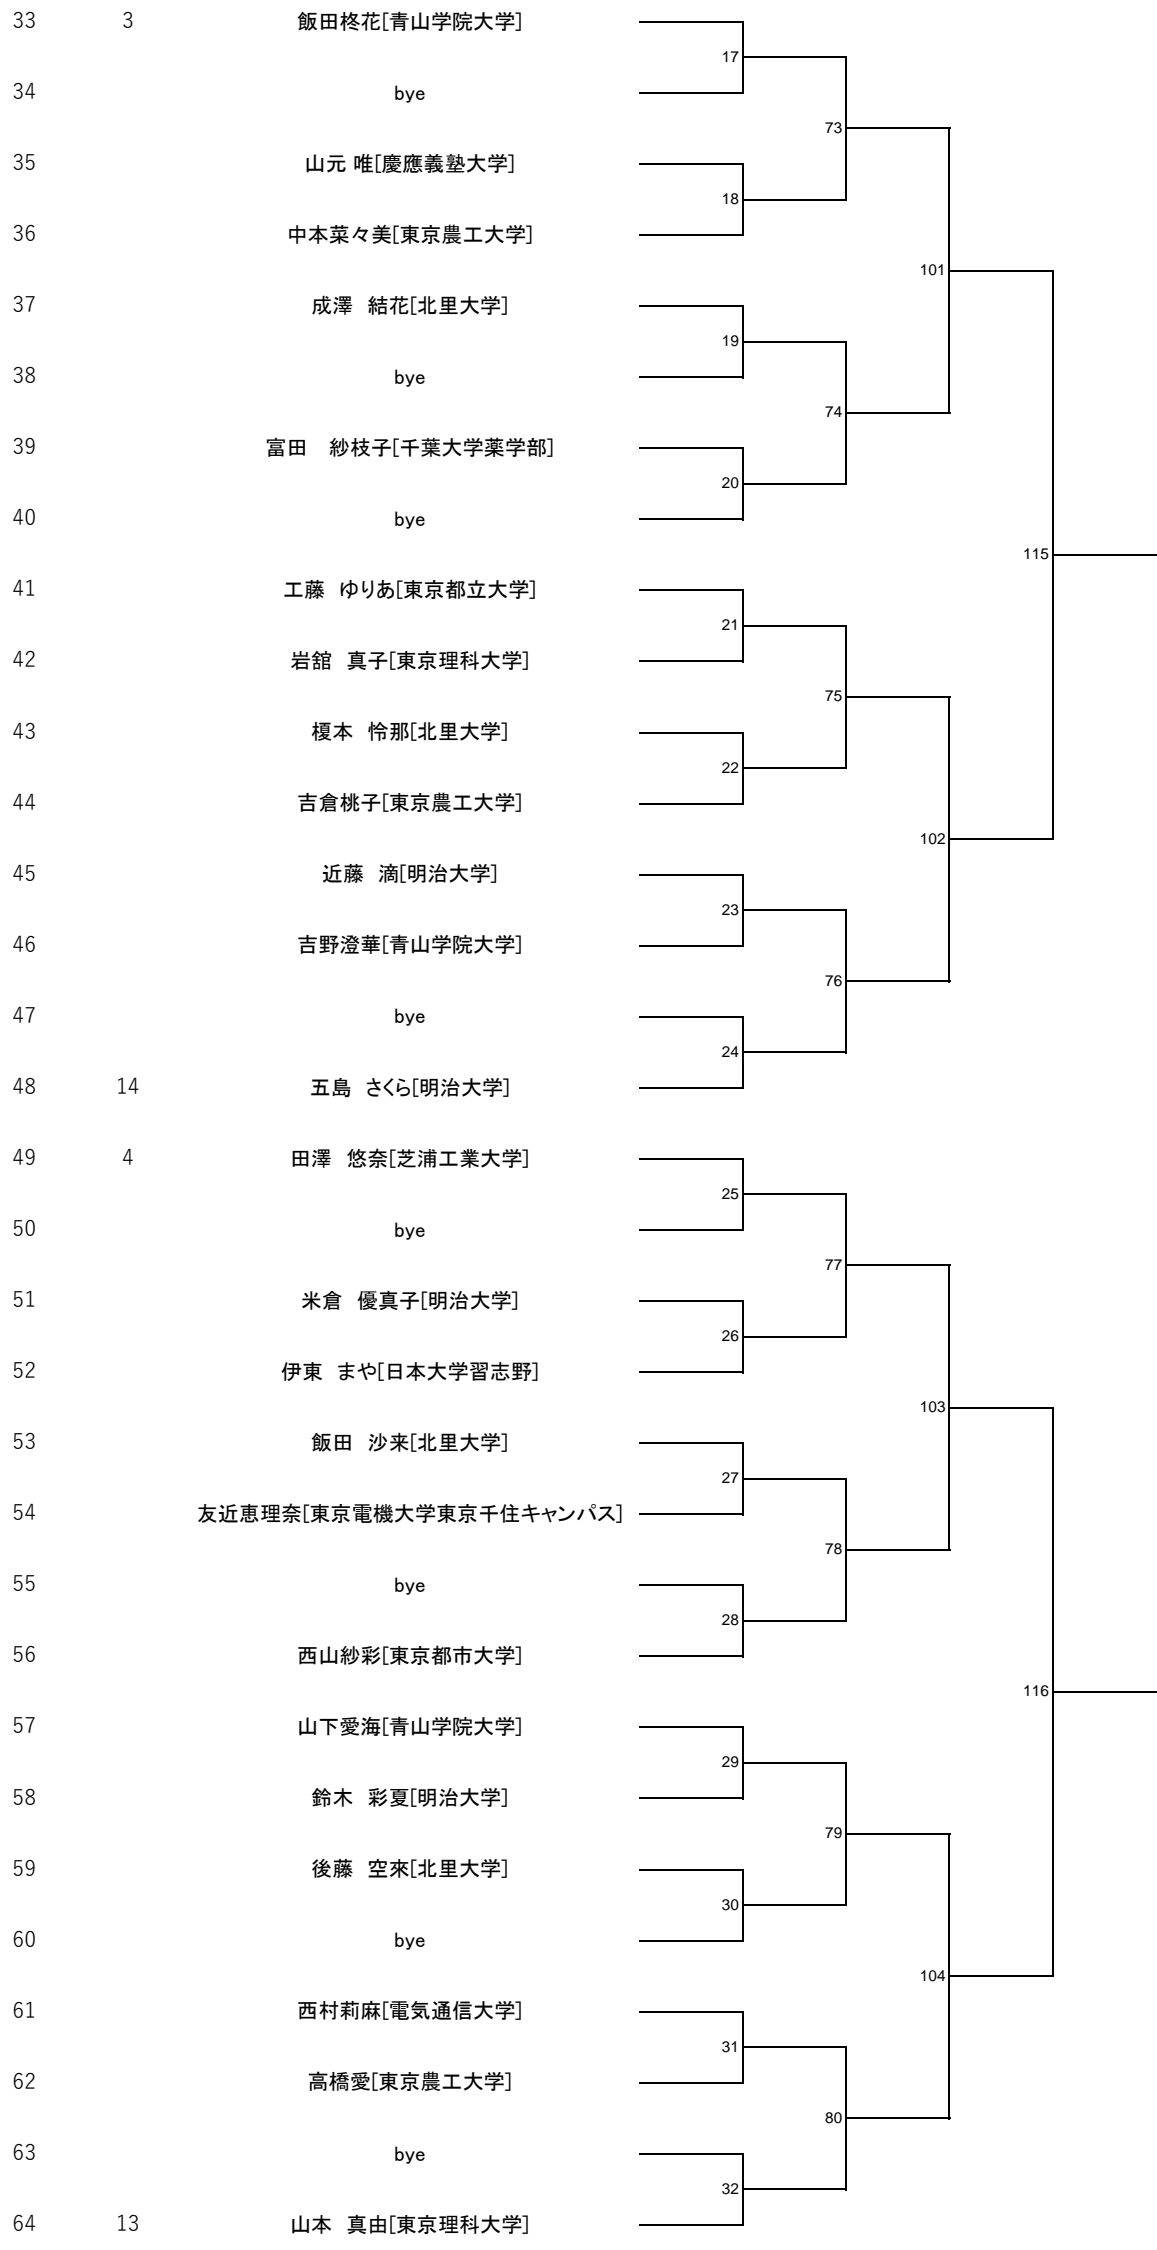 33 3 飯田柊花[青山学院大学]
17
34 bye
73
35 山元 唯[慶應義塾大学]
18
36 中本菜々美[東京農工大学]
101
37 成澤　結花[北里大学]
19
38 bye
74
39 富田　紗枝子[千葉大学薬学部]
20
40 bye
115
41 工藤　ゆりあ[東京都立大学]
21
42 岩舘　真子[東京理科大学]
75
43 榎本　怜那[北里大学]
22
44 吉倉桃子[東京農工大学]
102
45 近藤　滴[明治大学]
23
46 吉野澄華[青山学院大学]
76
47 bye
24
48 14 五島　さくら[明治大学]
49 4 田澤　悠奈[芝浦工業大学]
25
50 bye
77
51 米倉　優真子[明治大学]
26
52 伊東　まや[日本大学習志野]
103
53 飯田　沙来[北里大学]
27
54 友近恵理奈[東京電機大学東京千住キャンパス]
78
55 bye
28
56 西山紗彩[東京都市大学]
116
57 山下愛海[青山学院大学]
29
58 鈴木　彩夏[明治大学]
79
59 後藤　空來[北里大学]
30
60 bye
104
61 西村莉麻[電気通信大学]
31
62 高橋愛[東京農工大学]
80
63 bye
32
64 13 山本　真由[東京理科大学]